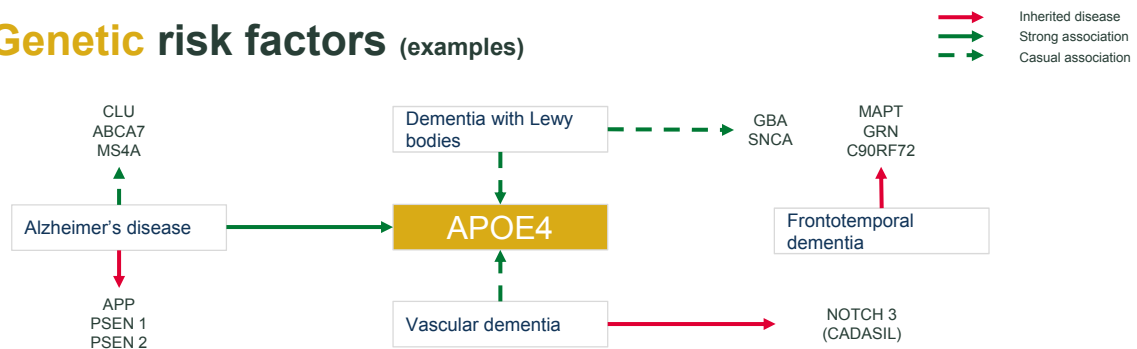 Genetic risk factors (examples)
Inherited disease
Strong association
Casual association
CLU
ABCA7
MS4A
Dementia with Lewy
bodies
GBA
SNCA
MAPT
GRN
C90RF72
Alzheimer's disease
APOE4
Frontotemporal
dementia
APP
PSEN 1
PSEN 2
Vascular dementia
NOTCH 3
(CADASIL)